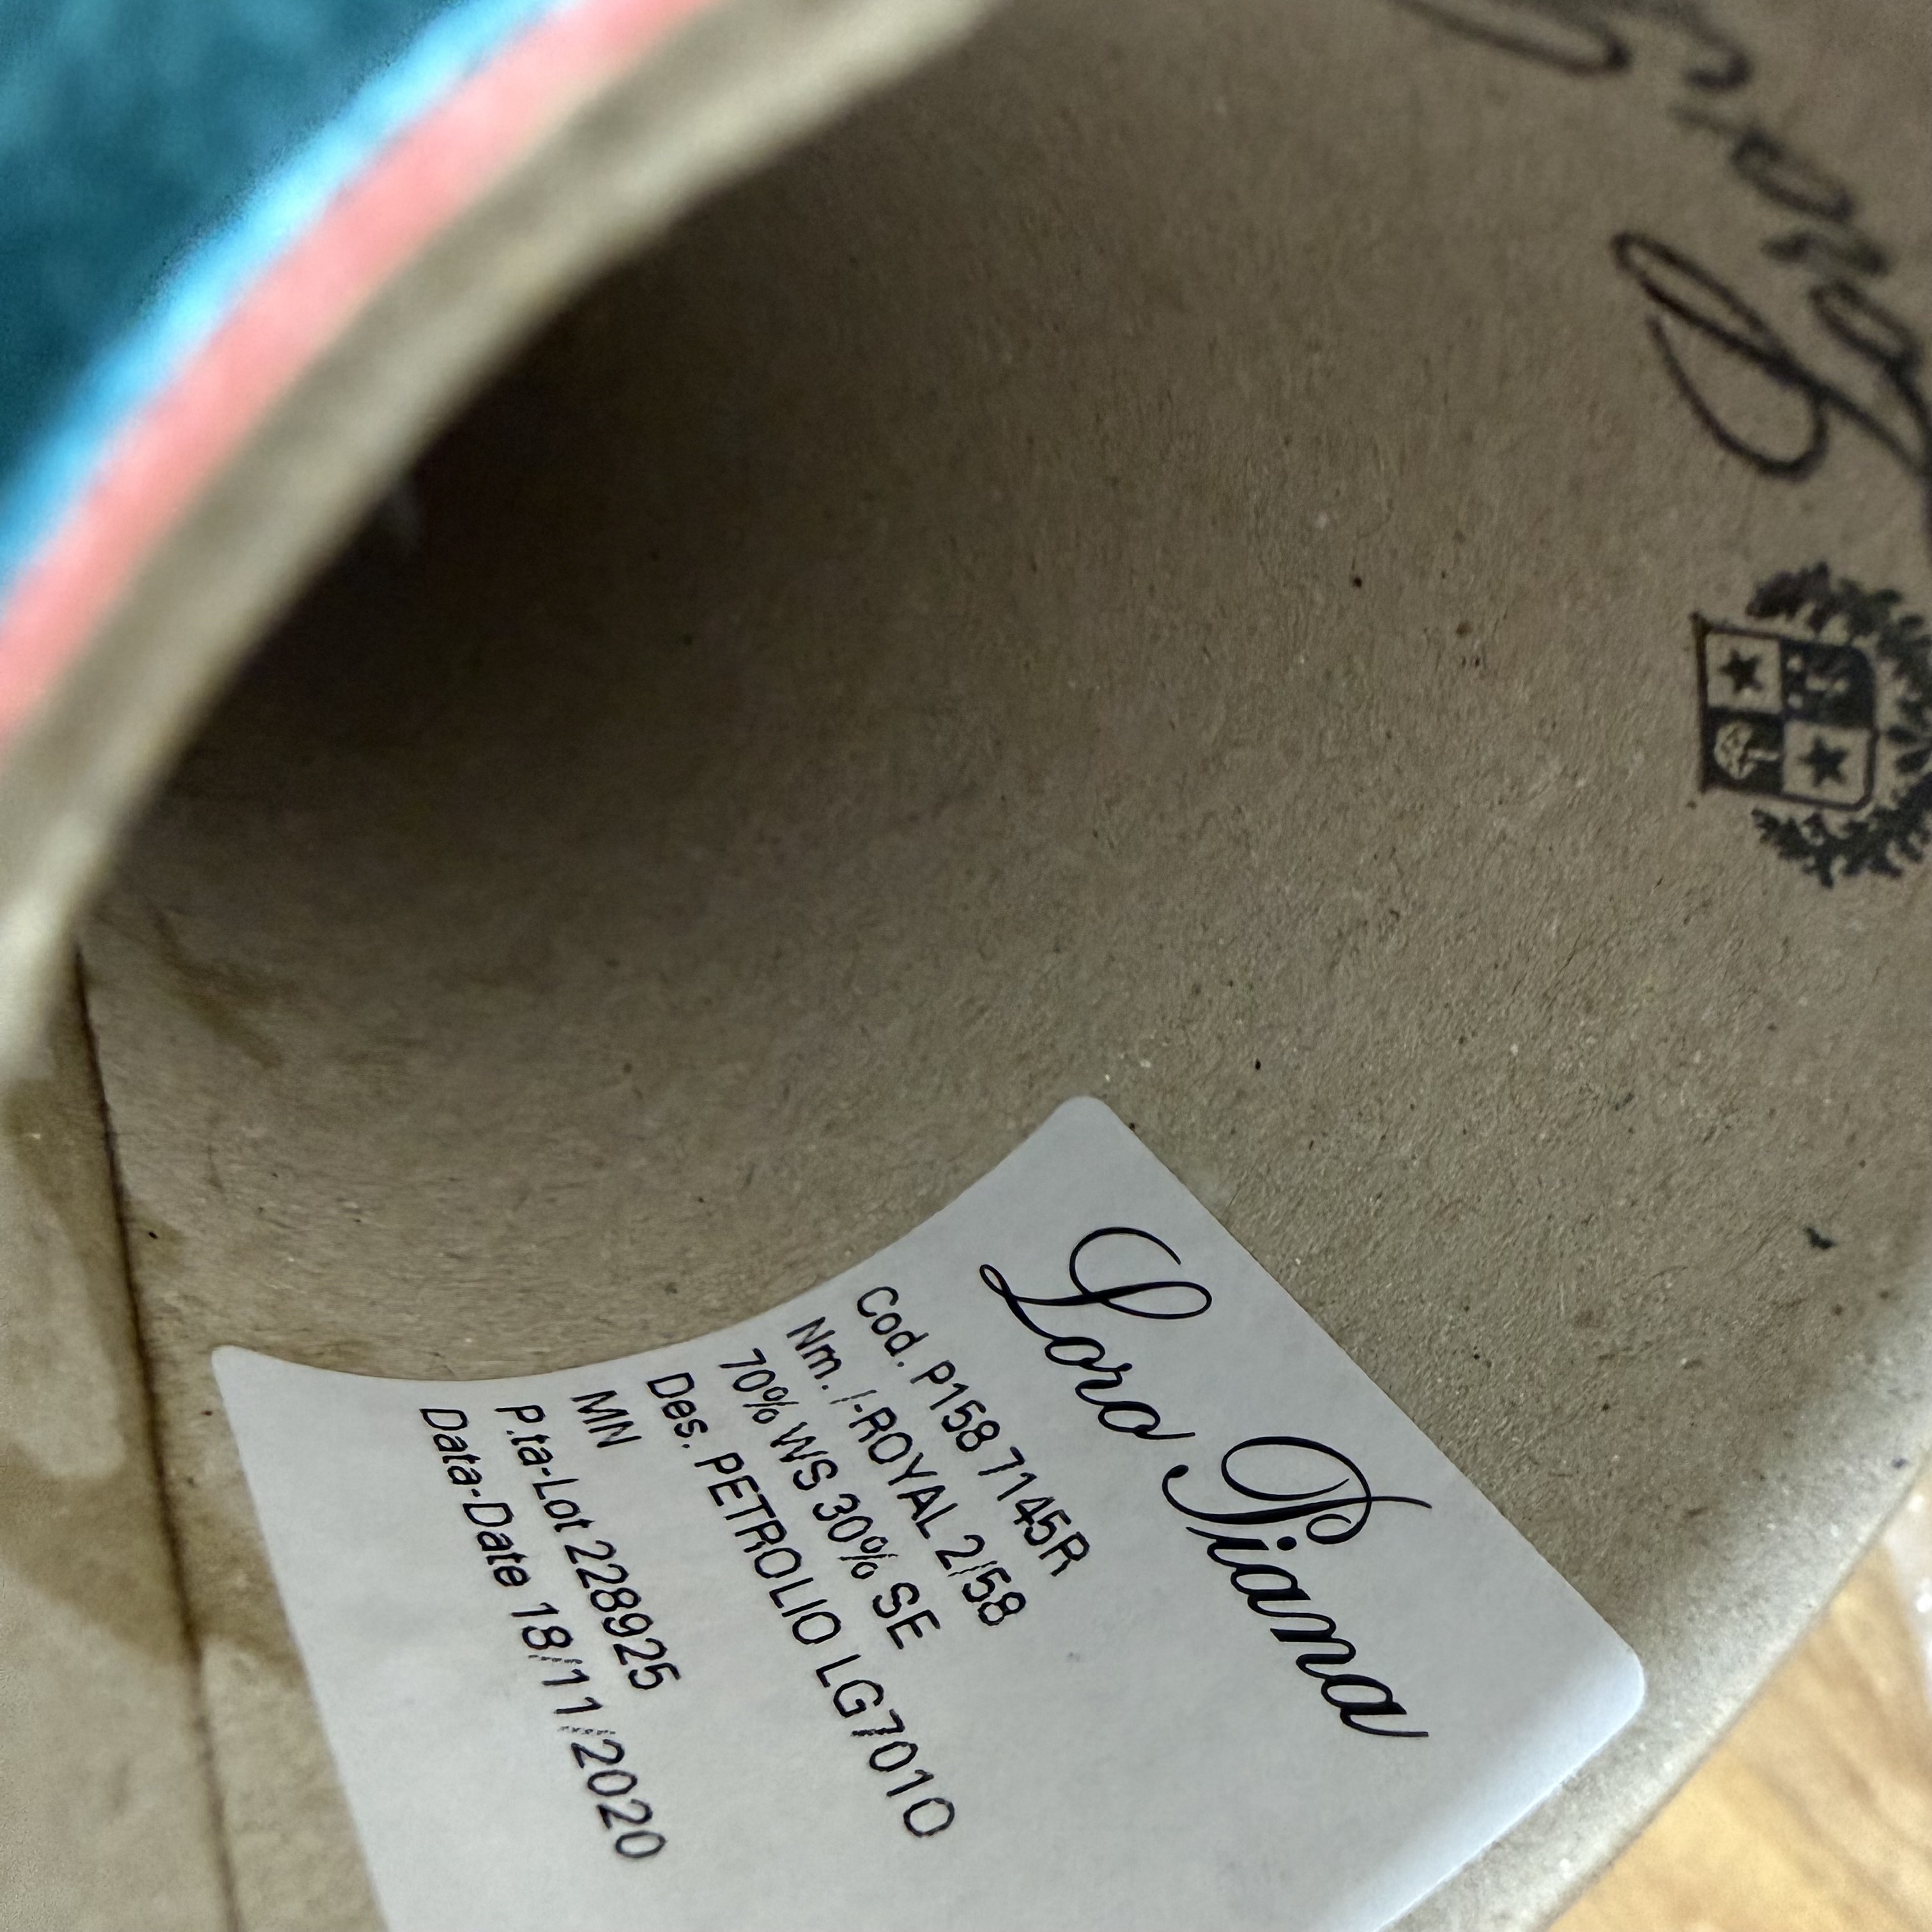 Loro Piana
Cod. P158 7145R
Nm. /-ROYAL 2/58
70% WS 30% SE
Des. PETROLIO LG7010
MN
P.ta-Lot 228925
Data-Date 18/11/2020
Loro